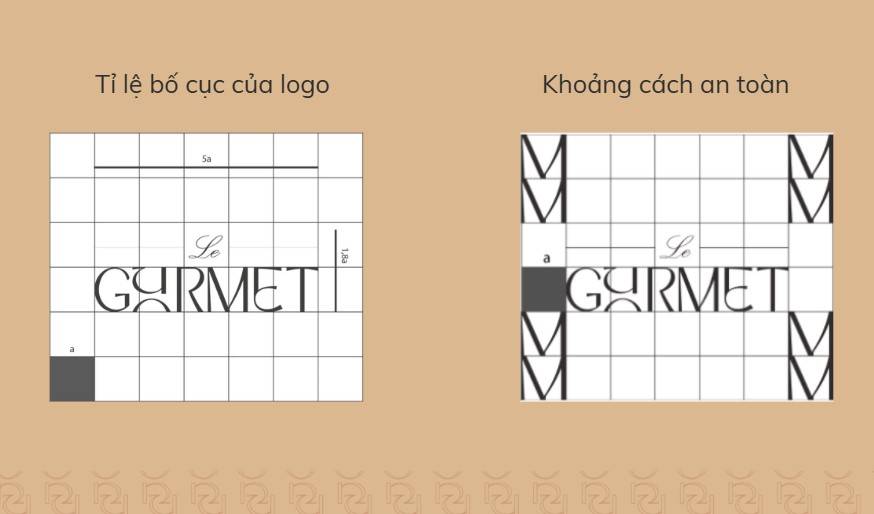 Tỉ lệ bố cục của logo
5a
Le
1,8a
GOURMET
a
Khoảng cách an toàn
M M
M M
Le
a
GOURMET
M M
M M